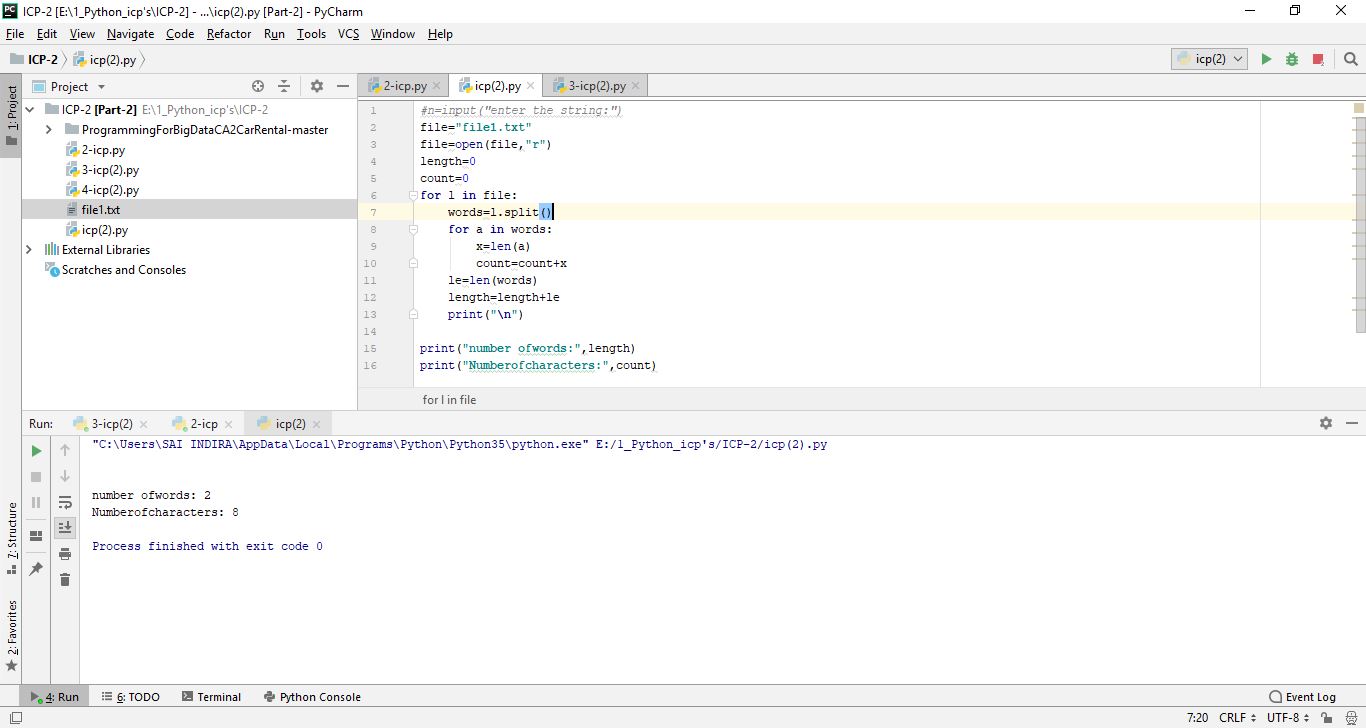 ICP-2 [E:\1_Python_icp's\ICP-2] - ...\icp(2).py [Part-2] - PyCharm
File Edit View Navigate Code Refactor Run Tools VCS Window Help
ICP-2 icp(2).py icp(2)
1: Project
Project
2-icp.py icp(2).py 3-icp(2).py
ICP-2 [Part-2] E:\1_Python_icp's\ICP-2
ProgrammingForBigDataCA2CarRental-master
2-icp.py
3-icp(2).py
4-icp(2).py
file1.txt
icp(2).py
External Libraries
Scratches and Consoles
1 #n=input("enter the string:")
2 file="file1.txt"
3 file=open(file,"r")
4 length=0
5 count=0
6 for l in file:
7 words=l.split()
8 for a in words:
9 x=len(a)
10 count=count+x
11 le=len(words)
12 length=length+le
13 print("\n")
14
15 print("number ofwords:",length)
16 print("Numberofcharacters:",count)
for l in file
Run: 3-icp(2) 2-icp icp(2)
"C:\Users\SAI INDIRA\AppData\Local\Programs\Python\Python35\python.exe" E:/1_Python_icp's/ICP-2/icp(2).py
number ofwords: 2
Numberofcharacters: 8
Process finished with exit code 0
7: Structure
2: Favorites
4: Run 6: TODO Terminal Python Console Event Log
7:20 CRLF UTF-8